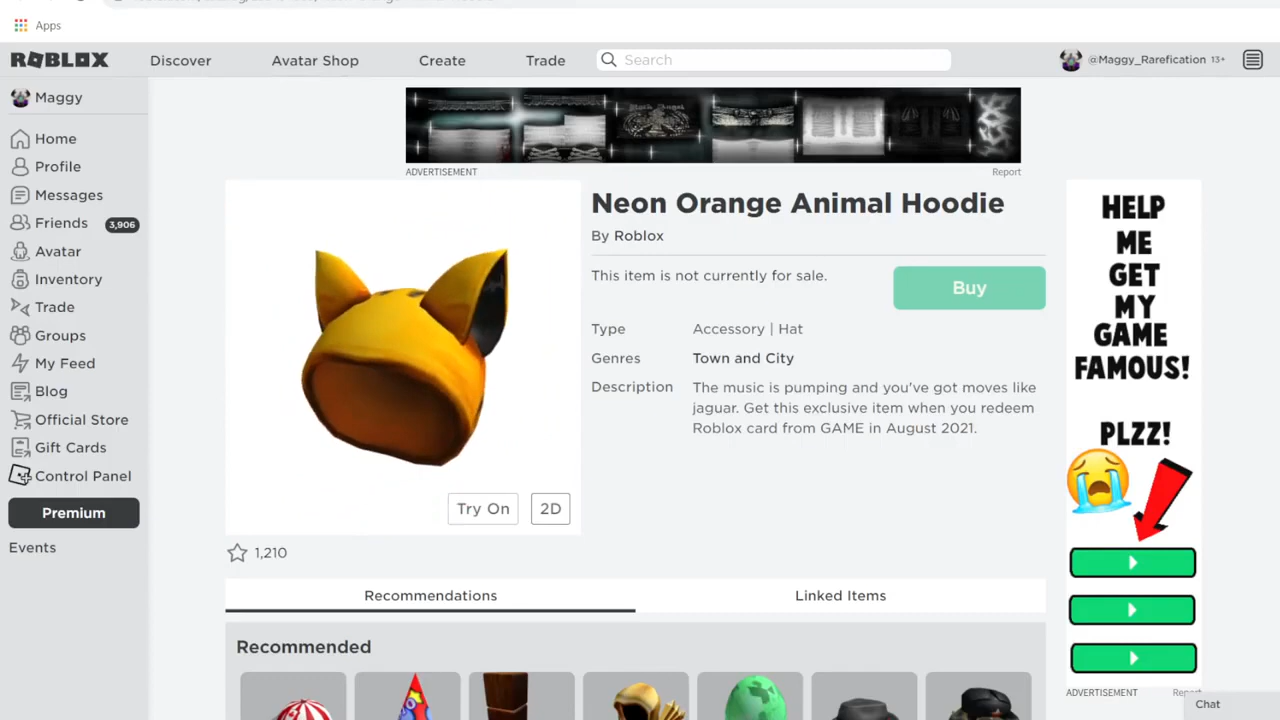 Apps
ROBLOX
Discover
Avatar Shop
Create
Trade
Search
@Maggy_Rarefication 13+
Maggy
Home
Profile
Messages
Friends 3,906
Avatar
Inventory
Trade
Groups
My Feed
Blog
Official Store
Gift Cards
Control Panel
Premium
Events
ADVERTISEMENT
Report
Neon Orange Animal Hoodie
By Roblox
This item is not currently for sale.
Buy
Type
Accessory | Hat
Genres
Town and City
Description
The music is pumping and you've got moves like
jaguar. Get this exclusive item when you redeem
Roblox card from GAME in August 2021.
Try On
2D
1,210
Recommendations
Linked Items
Recommended
HELP
ME
GET
MY
GAME
FAMOUS!
PLZZ!
ADVERTISEMENT
Report
Chat